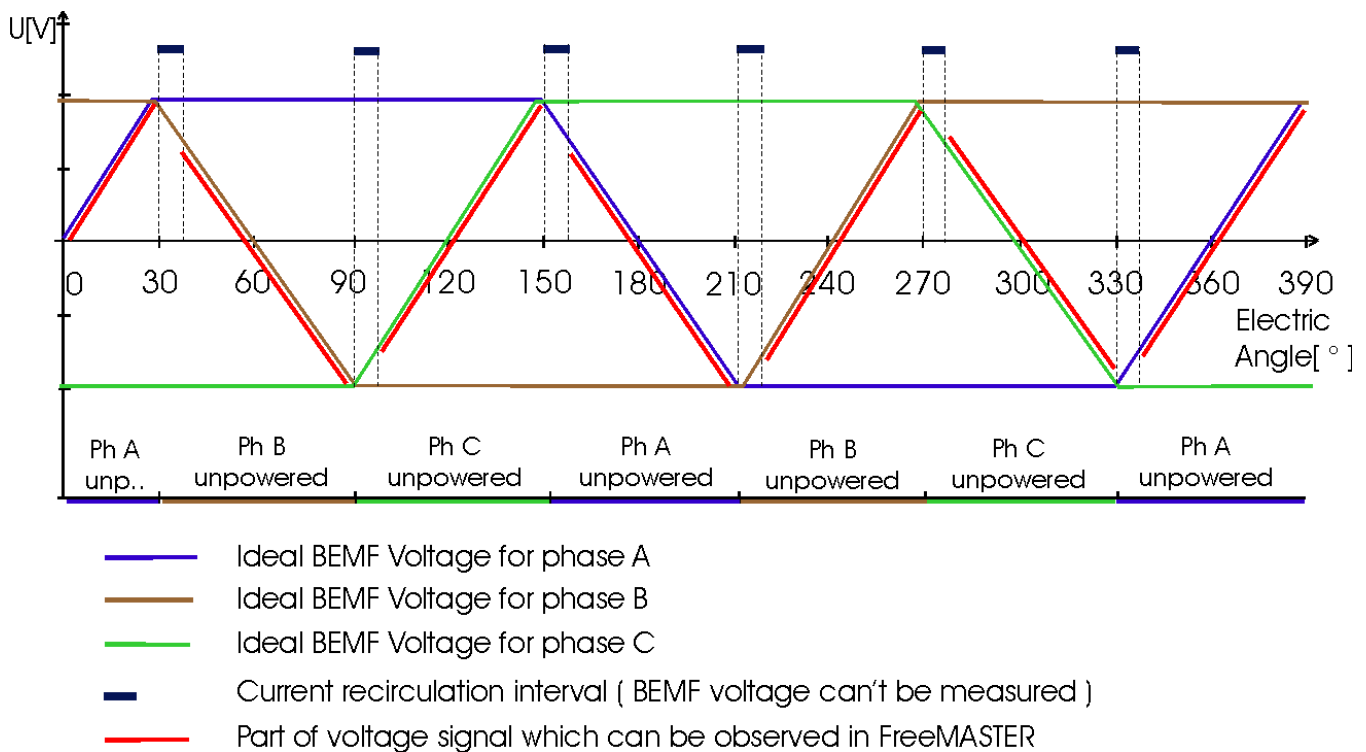 U[V]
0 30 60 90 120 150 180 210 240 270 300 330 360 390
Electric
Angle[ ° ]
Ph A
unp..
Ph B
unpowered
Ph C
unpowered
Ph A
unpowered
Ph B
unpowered
Ph C
unpowered
Ph A
unpowered
Ideal BEMF Voltage for phase A
Ideal BEMF Voltage for phase B
Ideal BEMF Voltage for phase C
Current recirculation interval ( BEMF voltage can't be measured )
Part of voltage signal which can be observed in FreeMASTER